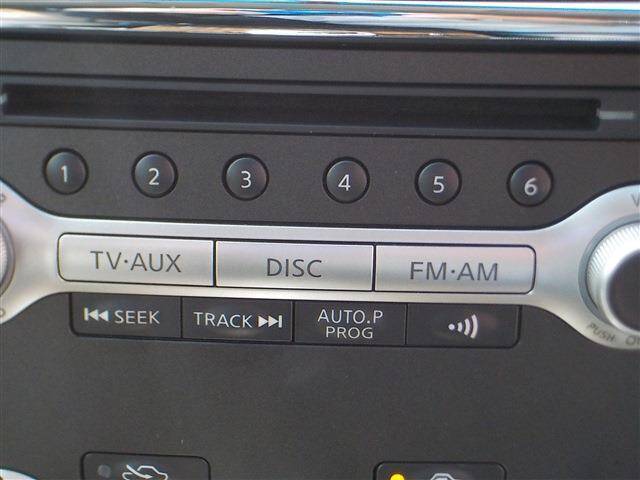 1 2 3 4 5 6
V
TV·AUX DISC FM·AM
SEEK TRACK AUTO.P
PROG
PUSH